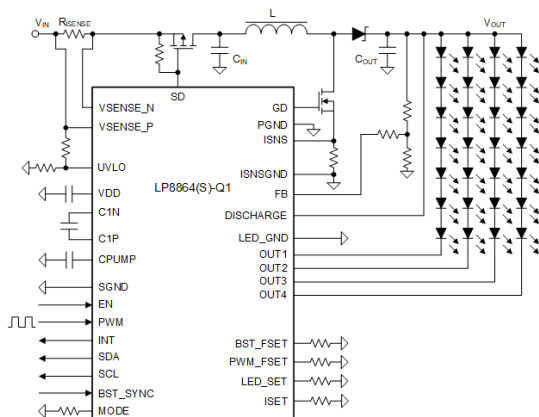 VIN
RISENSE
L
VOUT
CIN
COUT
SD
VSENSE_N
VSENSE_P
UVLO
VDD
C1N
C1P
CPUMP
SGND
EN
PWM
INT
SDA
SCL
BST_SYNC
MODE
LP8864(S)-Q1
GD
PGND
ISNS
ISNSGND
FB
DISCHARGE
LED_GND
OUT1
OUT2
OUT3
OUT4
BST_FSET
PWM_FSET
LED_SET
ISET